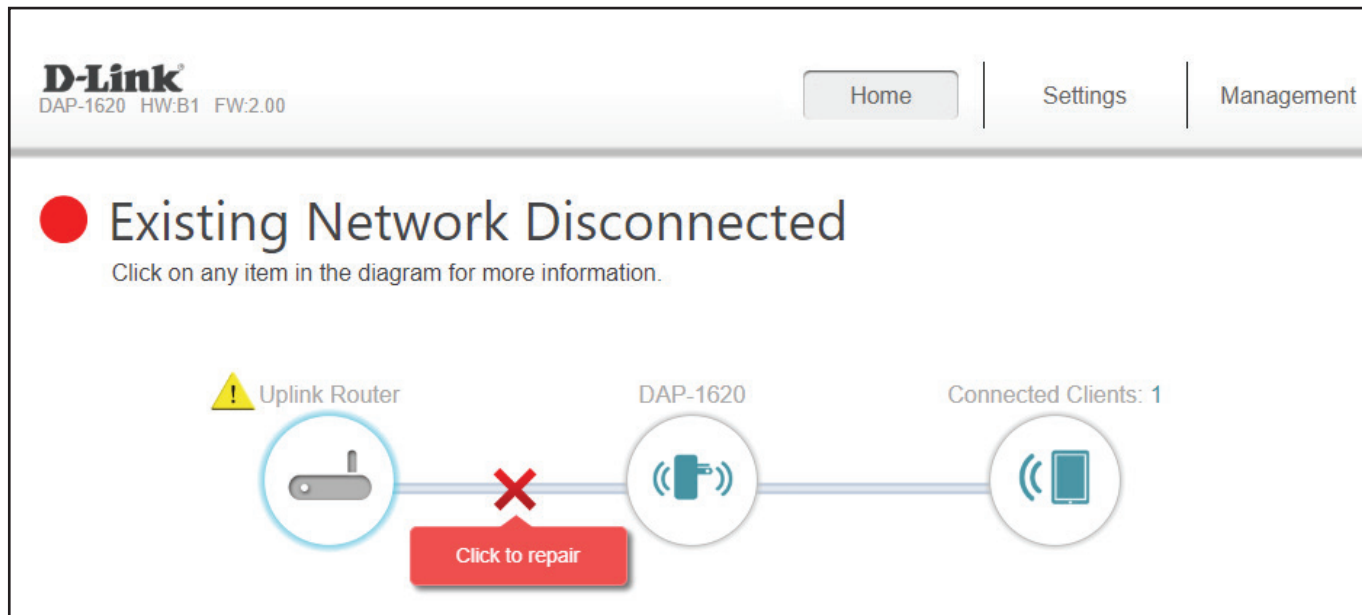 D-Link
DAP-1620 HW:B1 FW:2.00
Home
Settings
Management
Existing Network Disconnected
Click on any item in the diagram for more information.
! Uplink Router
DAP-1620
Connected Clients: 1
Click to repair